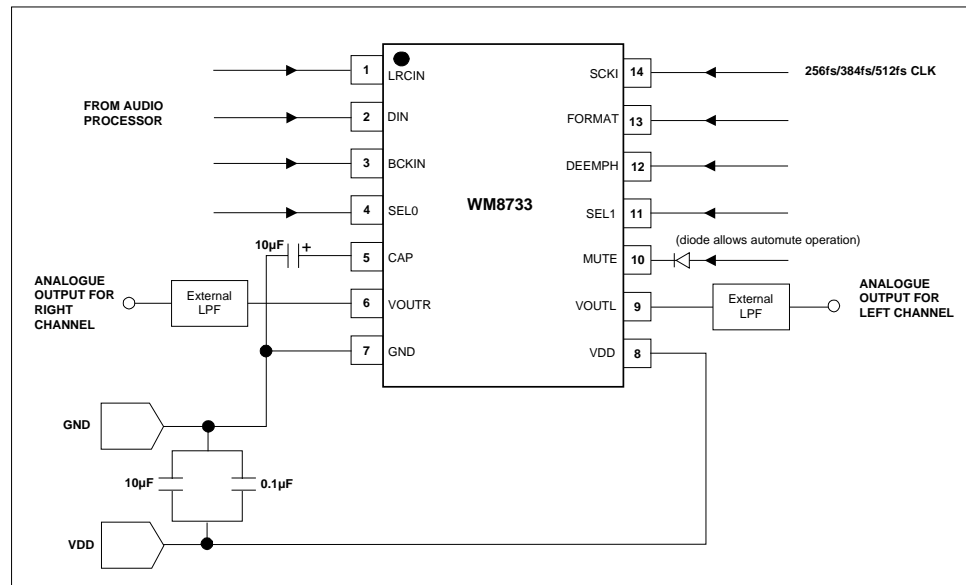 1 LRCIN
SCKI 14
256fs/384fs/512fs CLK
FROM AUDIO
PROCESSOR
2 DIN
FORMAT 13
3 BCKIN
DEEMPH 12
WM8733
4 SEL0
SEL1 11
10µF +
5 CAP
(diode allows automute operation)
MUTE 10
ANALOGUE
OUTPUT FOR
RIGHT
CHANNEL
External
LPF
6 VOUTR
VOUTL 9
External
LPF
ANALOGUE
OUTPUT FOR
LEFT CHANNEL
7 GND
VDD 8
GND
10µF
0.1µF
VDD